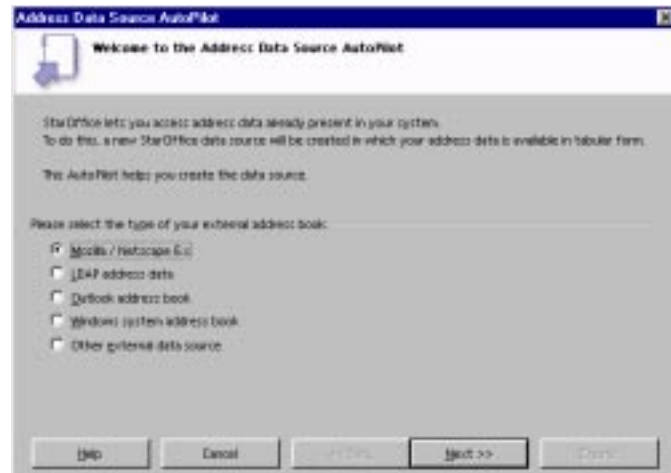 Address Data Source AutoPilot
Welcome to the Address Data Source AutoPilot
StarOffice lets you access address data already present in your system.
To do this, a new StarOffice data source will be created in which your address data is available in tabular form.
This AutoPilot helps you create the data source.
Please select the type of your external address book:
Mozilla / Netscape 6.x
LDAP address data
Outlook address book
Windows system address book
Other external data source
Help
Cancel
Next >>
Create